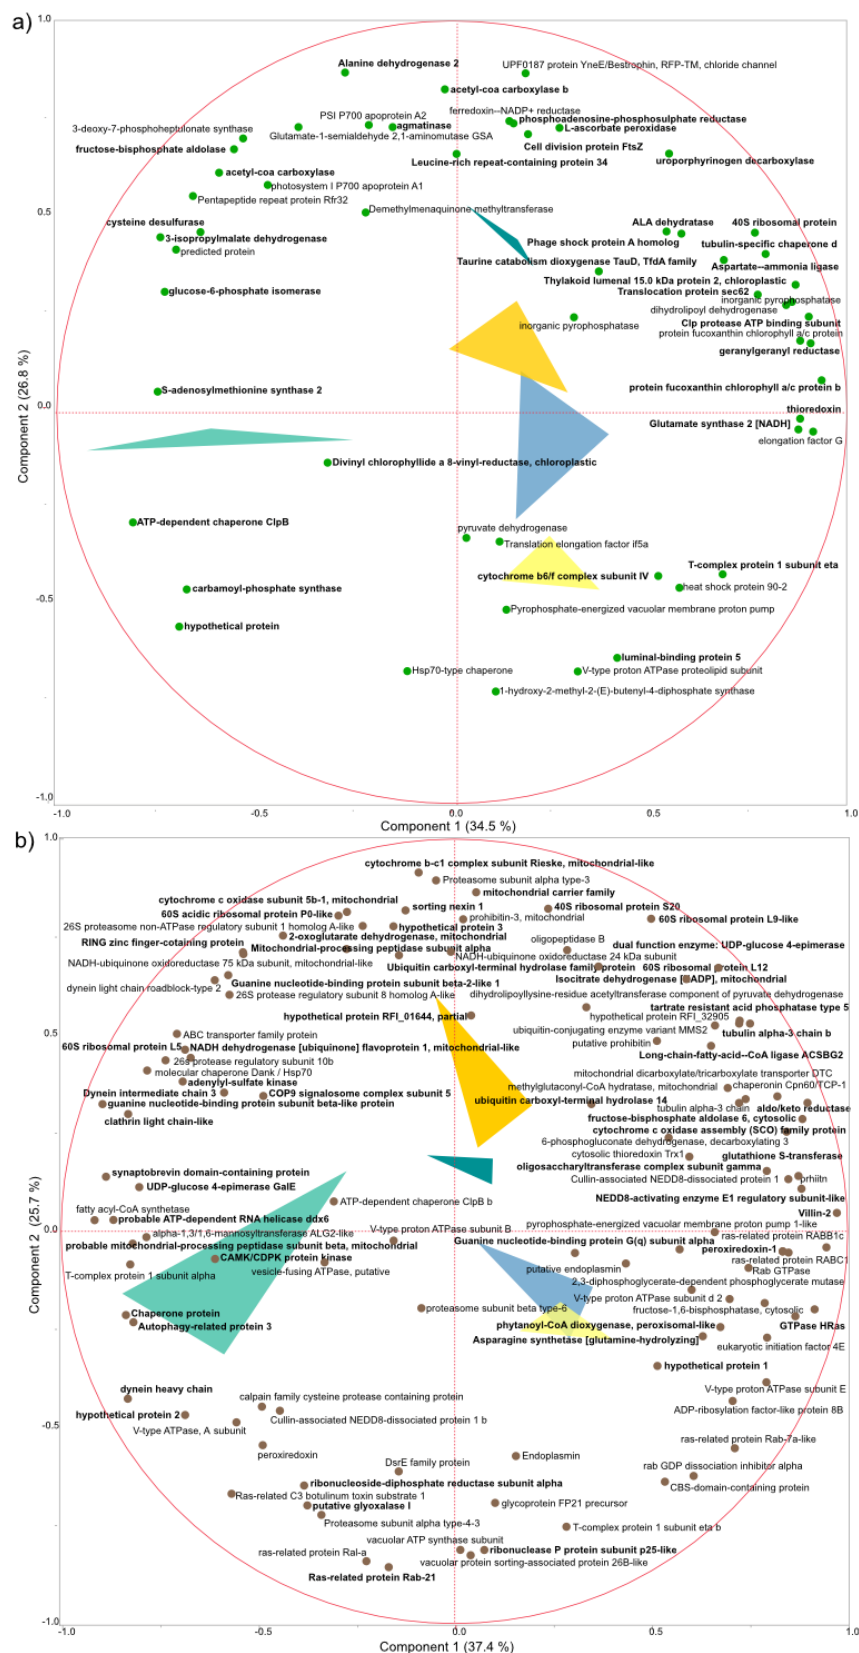 a)
1.0
Alanine dehydrogenase 2
UPF0187 protein YneE/Bestrophin, RFP-TM, chloride channel
acetyl-coa carboxylase b
ferredoxin--NADP+ reductase
PSI P700 apoprotein A2
phosphoadenosine-phosphosulphate reductase
3-deoxy-7-phosphoheptulonate synthase
agmatinase
L-ascorbate peroxidase
Glutamate-1-semialdehyde 2,1-aminomutase GSA
Cell division protein FtsZ
fructose-bisphosphate aldolase
Leucine-rich repeat-containing protein 34
uroporphyrinogen decarboxylase
acetyl-coa carboxylase
photosystem I P700 apoprotein A1
Pentapeptide repeat protein Rfr32
0.5
Demethylmenaquinone methyltransferase
cysteine desulfurase
ALA dehydratase
40S ribosomal protein
3-isopropylmalate dehydrogenase
Phage shock protein A homolog
tubulin-specific chaperone d
predicted protein
Taurine catabolism dioxygenase TauD, TfdA family
Aspartate--ammonia ligase
Thylakoid lumenal 15.0 kDa protein 2, chloroplastic
glucose-6-phosphate isomerase
Translocation protein sec62
inorganic pyrophosphatase
dihydrolipoyl dehydrogenase
inorganic pyrophosphatase
Clp protease ATP binding subunit
protein fucoxanthin chlorophyll a/c protein
geranylgeranyl reductase
S-adenosylmethionine synthase 2
protein fucoxanthin chlorophyll a/c protein b
0.0
thioredoxin
Glutamate synthase 2 [NADH]
elongation factor G
Component 2 (26.8 %)
Divinyl chlorophyllide a 8-vinyl-reductase, chloroplastic
ATP-dependent chaperone ClpB
pyruvate dehydrogenase
Translation elongation factor if5a
T-complex protein 1 subunit eta
cytochrome b6/f complex subunit IV
carbamoyl-phosphate synthase
heat shock protein 90-2
-0.5
Pyrophosphate-energized vacuolar membrane proton pump
hypothetical protein
luminal-binding protein 5
Hsp70-type chaperone
V-type proton ATPase proteolipid subunit
1-hydroxy-2-methyl-2-(E)-butenyl-4-diphosphate synthase
-1.0
-1.0
-0.5
0.0
0.5
1.0
Component 1 (34.5 %)
b)
1.0
cytochrome b-c1 complex subunit Rieske, mitochondrial-like
Proteasome subunit alpha type-3
mitochondrial carrier family
cytochrome c oxidase subunit 5b-1, mitochondrial
sorting nexin 1
40S ribosomal protein S20
60S acidic ribosomal protein P0-like
prohibitin-3, mitochondrial
60S ribosomal protein L9-like
26S proteasome non-ATPase regulatory subunit 1 homolog A-like
hypothetical protein 3
2-oxoglutarate dehydrogenase, mitochondrial
oligopeptidase B
RING zinc finger-cotaining protein
Mitochondrial-processing peptidase subunit alpha
dual function enzyme: UDP-glucose 4-epimerase
NADH-ubiquinone oxidoreductase 24 kDa subunit
NADH-ubiquinone oxidoreductase 75 kDa subunit, mitochondrial-like
Ubiquitin carboxyl-terminal hydrolase family protein
60S ribosomal protein L12
Guanine nucleotide-binding protein subunit beta-2-like 1
Isocitrate dehydrogenase [NADP], mitochondrial
dynein light chain roadblock-type 2
26S protease regulatory subunit 8 homolog A-like
dihydrolipoyllysine-residue acetyltransferase component of pyruvate dehydrogenase
tartrate resistant acid phosphatase type 5
hypothetical protein RFI_01644, partial
hypothetical protein RFI_32905
0.5
ABC transporter family protein
ubiquitin-conjugating enzyme variant MMS2
tubulin alpha-3 chain b
putative prohibitin
60S ribosomal protein L5
NADH dehydrogenase [ubiquinone] flavoprotein 1, mitochondrial-like
Long-chain-fatty-acid--CoA ligase ACSBG2
26s protease regulatory subunit 10b
molecular chaperone Dank / Hsp70
mitochondrial dicarboxylate/tricarboxylate transporter DTC
adenylyl-sulfate kinase
methylglutaconyl-CoA hydratase, mitochondrial
chaperonin Cpn60/TCP-1
Dynein intermediate chain 3
COP9 signalosome complex subunit 5
ubiquitin carboxyl-terminal hydrolase 14
guanine nucleotide-binding protein subunit beta-like protein
tubulin alpha-3 chain
aldo/keto reductase
clathrin light chain-like
fructose-bisphosphate aldolase 6, cytosolic
cytochrome c oxidase assembly (SCO) family protein
6-phosphogluconate dehydrogenase, decarboxylating 3
cytosolic thioredoxin Trx1
glutathione S-transferase
synaptobrevin domain-containing protein
oligosaccharyltransferase complex subunit gamma
Cullin-associated NEDD8-dissociated protein 1
prhiitn
UDP-glucose 4-epimerase GalE
ATP-dependent chaperone ClpB b
NEDD8-activating enzyme E1 regulatory subunit-like
fatty acyl-CoA synthetase
Villin-2
probable ATP-dependent RNA helicase ddx6
V-type proton ATPase subunit B
pyrophosphate-energized vacuolar membrane proton pump 1-like
0.0
alpha-1,3/1,6-mannosyltransferase ALG2-like
Guanine nucleotide-binding protein G(q) subunit alpha
ras-related protein RABB1c
probable mitochondrial-processing peptidase subunit beta, mitochondrial
peroxiredoxin-1
CAMK/CDPK protein kinase
ras-related protein RABC1
putative endoplasmin
Rab GTPase
T-complex protein 1 subunit alpha
vesicle-fusing ATPase, putative
2,3-diphosphoglycerate-dependent phosphoglycerate mutase
V-type proton ATPase subunit d 2
Component 2 (25.7 %)
proteasome subunit beta type-6
fructose-1,6-bisphosphatase, cytosolic
Chaperone protein
phytanoyl-CoA dioxygenase, peroxisomal-like
GTPase HRas
Autophagy-related protein 3
Asparagine synthetase [glutamine-hydrolyzing]
eukaryotic initiation factor 4E
hypothetical protein 1
dynein heavy chain
V-type proton ATPase subunit E
calpain family cysteine protease containing protein
hypothetical protein 2
Cullin-associated NEDD8-dissociated protein 1 b
ADP-ribosylation factor-like protein 8B
-0.5
V-type ATPase, A subunit
ras-related protein Rab-7a-like
peroxiredoxin
Endoplasmin
DsrE family protein
rab GDP dissociation inhibitor alpha
ribonucleoside-diphosphate reductase subunit alpha
CBS-domain-containing protein
Ras-related C3 botulinum toxin substrate 1
putative glyoxalase I
glycoprotein FP21 precursor
Proteasome subunit alpha type-4-3
T-complex protein 1 subunit eta b
vacuolar ATP synthase subunit
ras-related protein Ral-a
ribonuclease P protein subunit p25-like
vacuolar protein sorting-associated protein 26B-like
Ras-related protein Rab-21
-1.0
-1.0
-0.5
0.0
0.5
1.0
Component 1 (37.4 %)